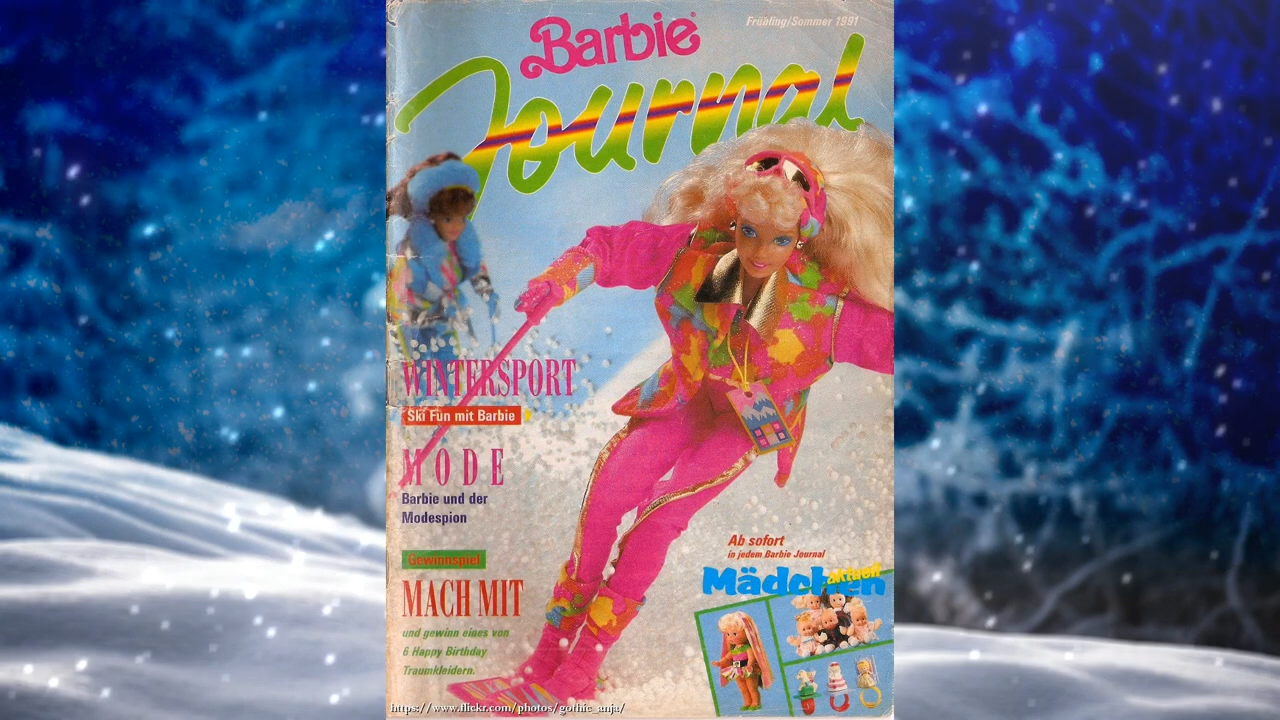 Barbie
Frühling/Sommer 1991
Journal
WINTERSPORT
Ski Fun mit Barbie
MODE
Barbie und der
Modespion
Gewinnspiel
MACH MIT
und gewinn eines von
6 Happy Birthday
Traumkleidern.
Ab sofort
in jedem Barbie Journal
Mädchen
aktuell
https://www.flickr.com/photos/gothic_anja/